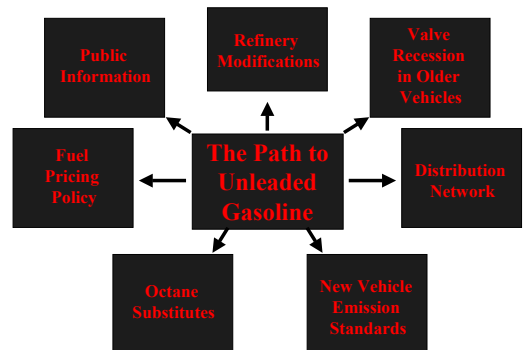 Public
Information
Refinery
Modifications
Valve
Recession
in Older
Vehicles
Fuel
Pricing
Policy
The Path to
Unleaded
Gasoline
Distribution
Network
Octane
Substitutes
New Vehicle
Emission
Standards